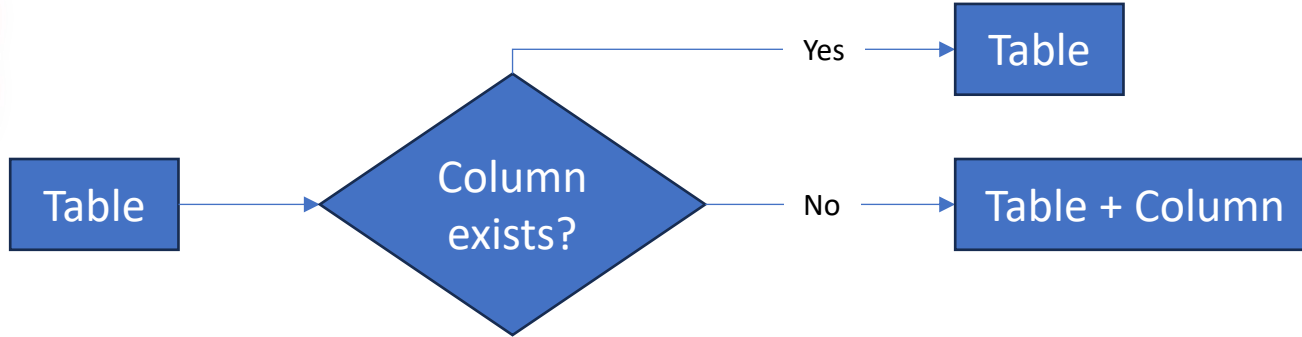 Table
Column
exists?
Yes
Table
No
Table + Column